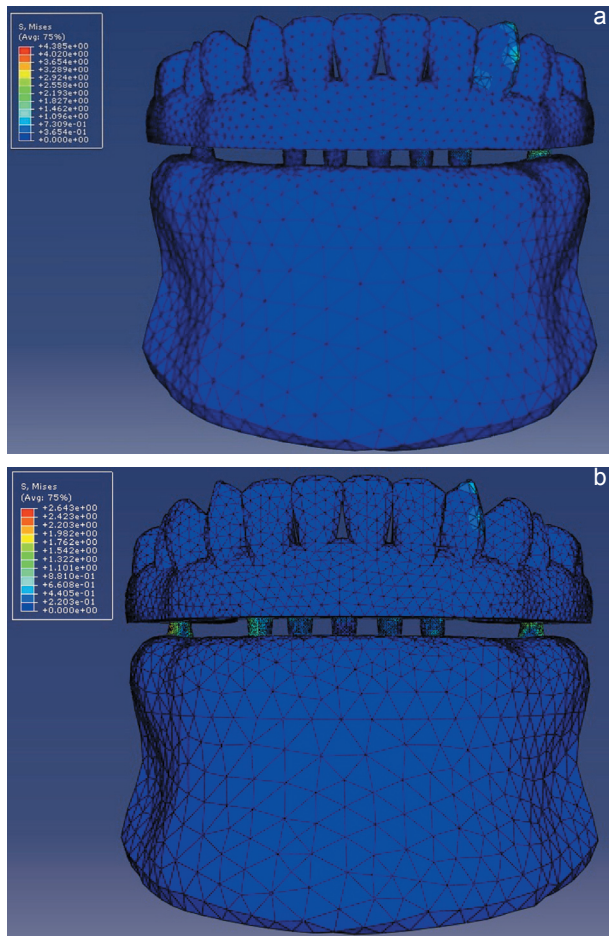 a
S, Mises
(Avg: 75%)
+4.385e+00
+4.020e+00
+3.654e+00
+3.289e+00
+2.924e+00
+2.558e+00
+2.193e+00
+1.827e+00
+1.462e+00
+1.096e+00
+7.309e-01
+3.654e-01
+0.000e+00
b
S, Mises
(Avg: 75%)
+2.643e+00
+2.423e+00
+2.203e+00
+1.982e+00
+1.762e+00
+1.542e+00
+1.322e+00
+1.101e+00
+8.810e-01
+6.608e-01
+4.405e-01
+2.203e-01
+0.000e+00